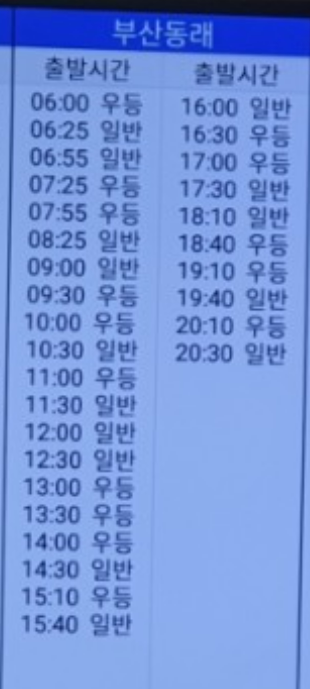 부산동래
출발시간
06:00 우등
06:25 일반
06:55 일반
07:25 우등
07:55 우등
08:25 일반
09:00 일반
09:30 우등
10:00 우등
10:30 일반
11:00 우등
11:30 일반
12:00 일반
12:30 일반
13:00 우등
13:30 우등
14:00 우등
14:30 일반
15:10 우등
15:40 일반
출발시간
16:00 일반
16:30 우등
17:00 우등
17:30 일반
18:10 일반
18:40 우등
19:10 우등
19:40 일반
20:10 우등
20:30 일반